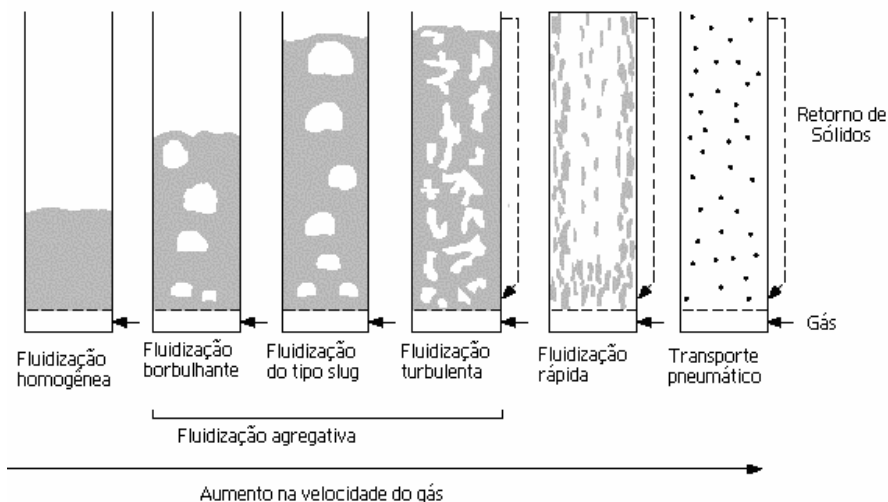 Retorno de
Sólidos
Gás
Fluidização
homogênea
Fluidização
borbulhante
Fluidização
do tipo slug
Fluidização
turbulenta
Fluidização
rápida
Transporte
pneumático
Fluidização agregativa
Aumento na velocidade do gás